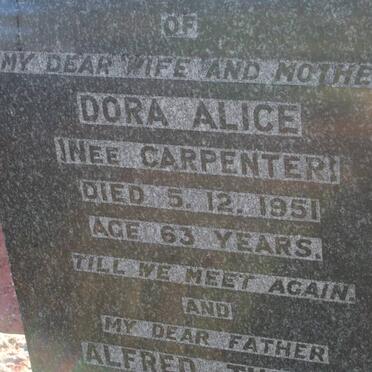 OF
MY DEAR WIFE AND MOTHE
DORA ALICE
(NEE CARPENTER)
DIED 5. 12. 1951
AGE 63 YEARS.
TILL WE MEET AGAIN.
AND
MY DEAR FATHER
ALFRED